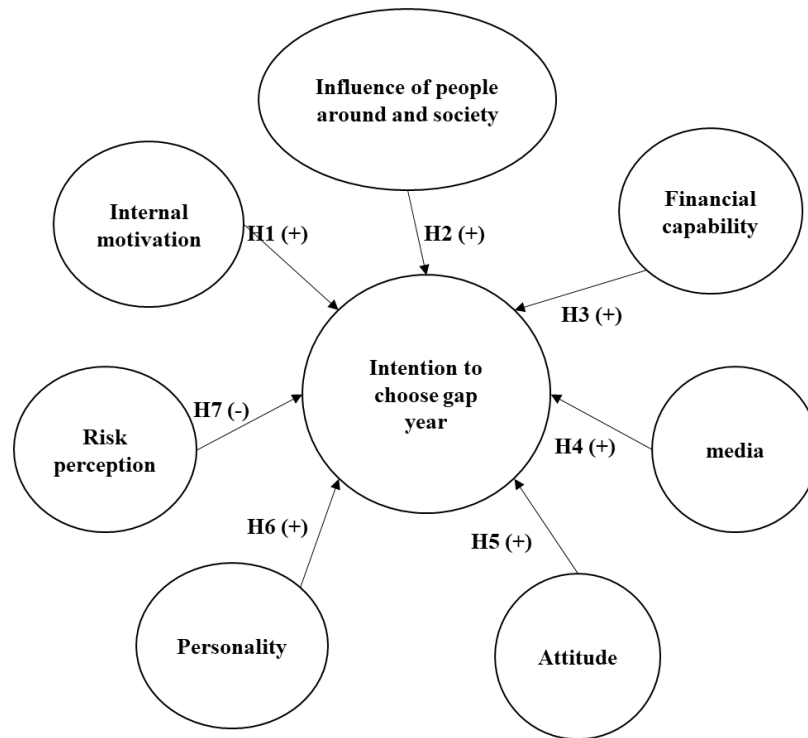 Influence of people
around and society
Internal
motivation
Financial
capability
H1 (+)
H2 (+)
H3 (+)
Intention to
choose gap
year
H7 (-)
Risk
perception
H4 (+)
media
H6 (+)
H5 (+)
Personality
Attitude